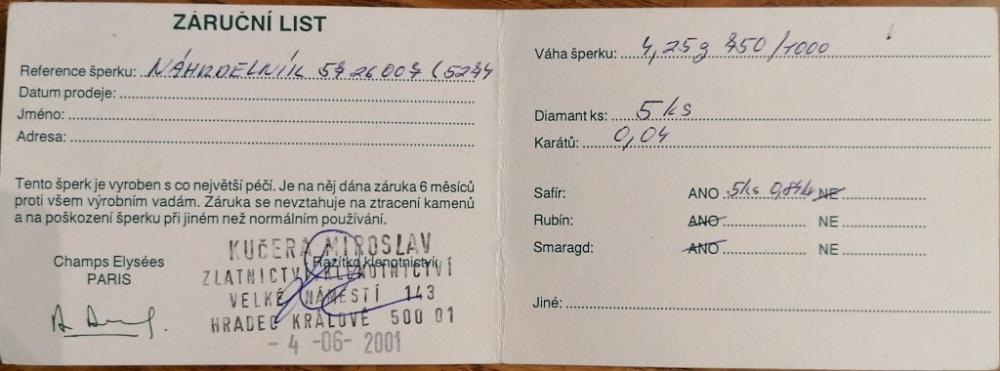 ZÁRUČNÍ LIST
Reference šperku: NÁHRDELNÍK 5726007/5274
Datum prodeje:
Jméno:
Adresa:
Tento šperk je vyroben s co největší péčí. Je na něj dána záruka 6 měsíců
proti všem výrobním vadám. Záruka se nevztahuje na ztracení kamenů
a na poškození šperku při jiném než normálním používání.
Champs Elysées
PARIS
Razítko klenotnictví
KUČERA MIROSLAV
ZLATNICTVÍ KLENOTNICTVÍ
VELKÉ NÁMĚSTÍ 143
HRADEC KRÁLOVÉ 500 01
- 4 -06- 2001
Váha šperku: 4,25g 750/1000
Diamant ks: 5 ks
Karátů: 0,04
Safír: ANO 5ks NE
Rubín: ANO NE
Smaragd: ANO NE
Jiné: